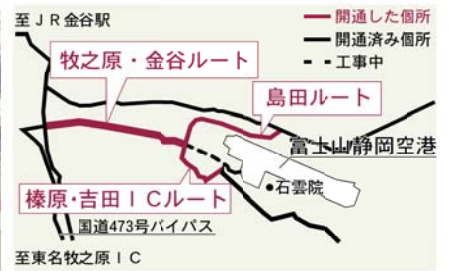 至JR金谷駅
開通した個所
開通済み個所
工事中
牧之原・金谷ルート
島田ルート
富士山静岡空港
榛原・吉田ICルート
石雲院
国道473号バイパス
至東名牧之原IC